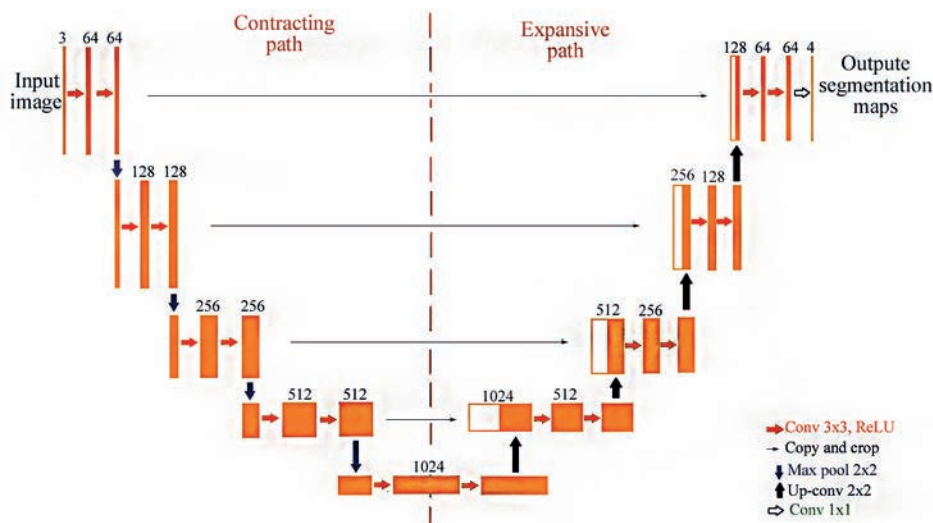 Contracting
path
Expansive
path
3 64 64
Input
image
128 64 64 4
Outpute
segmentation
maps
128 128
256 128
256 256
512 256
512 512
1024 512
1024
Conv 3x3, ReLU
Copy and crop
Max pool 2x2
Up-conv 2x2
Conv 1x1